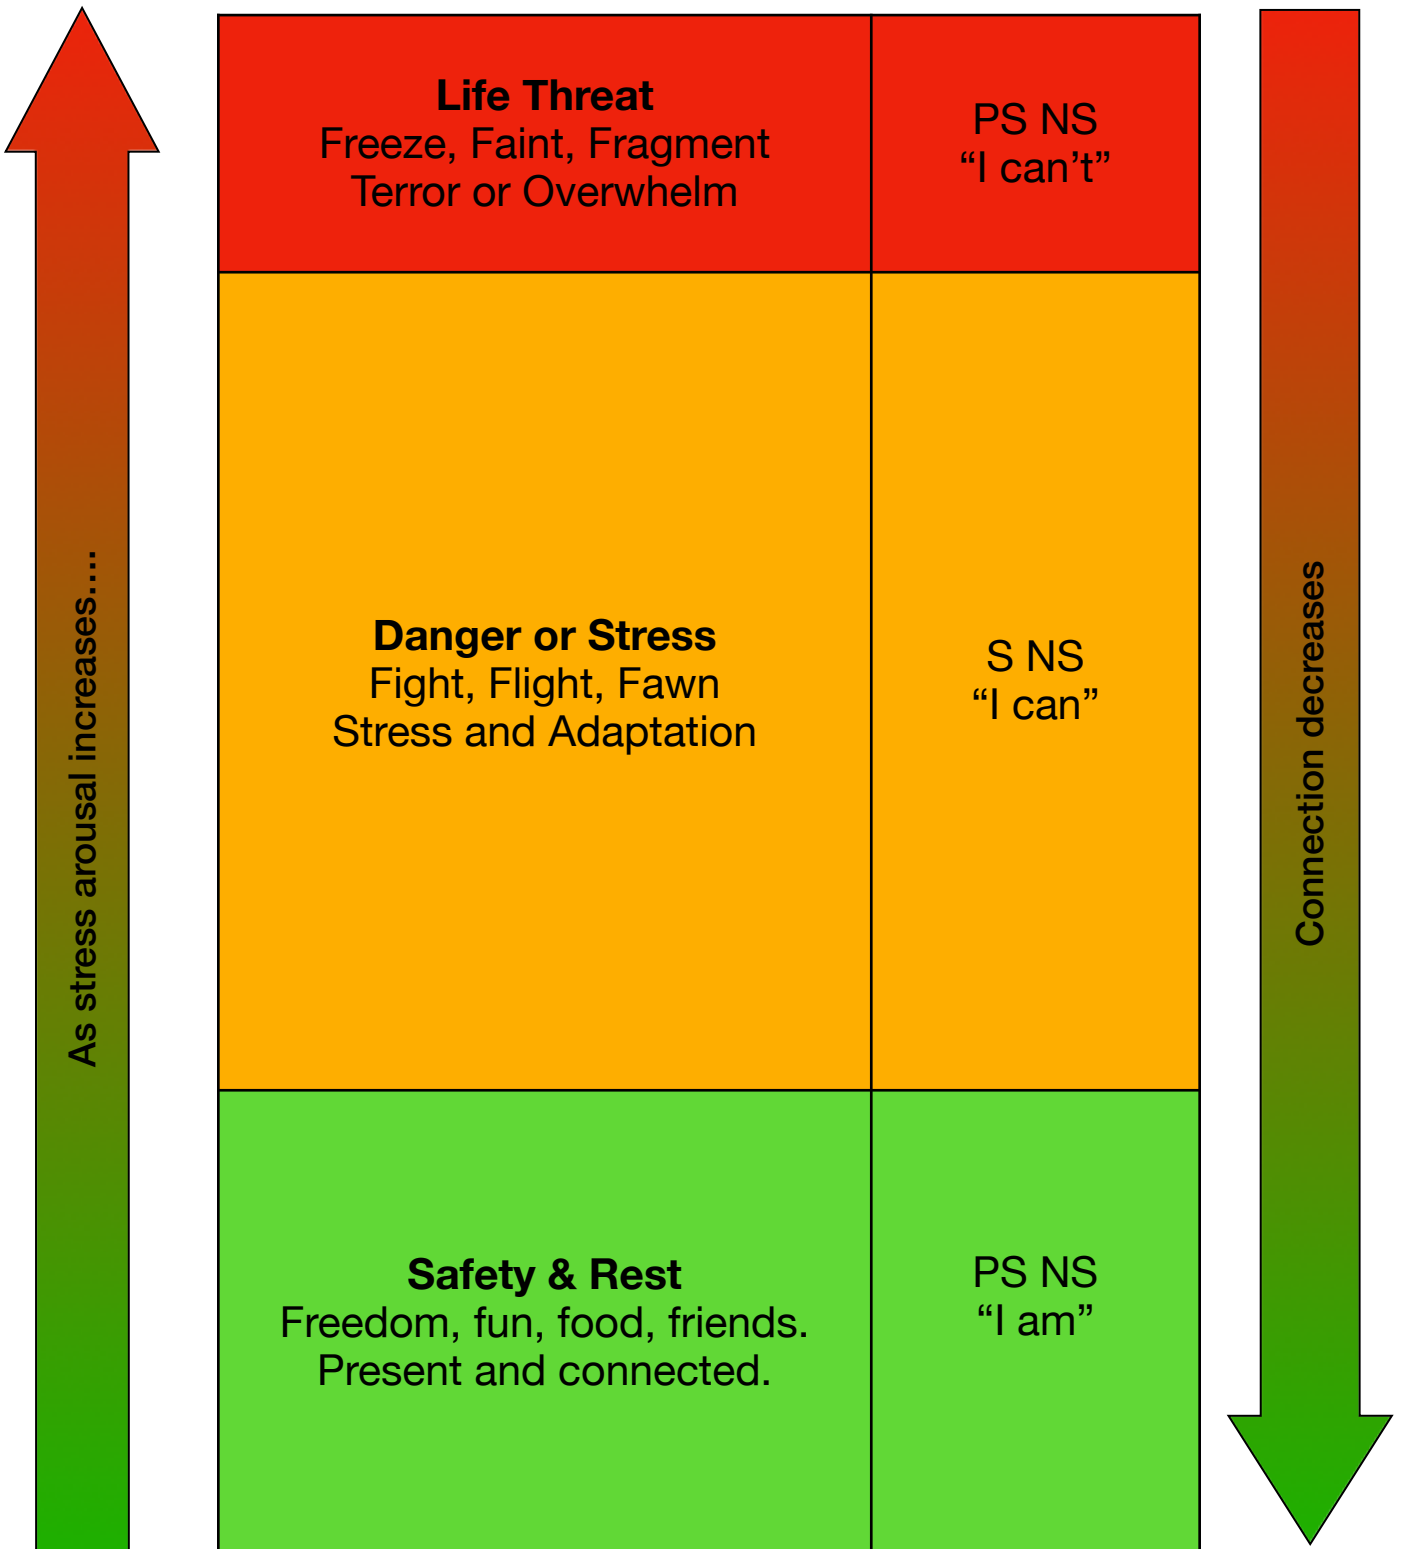 As stress arousal increases….
Life Threat
Freeze, Faint, Fragment
Terror or Overwhelm
PS NS
“I can’t”
Danger or Stress
Fight, Flight, Fawn
Stress and Adaptation
S NS
“I can”
Safety & Rest
Freedom, fun, food, friends.
Present and connected.
PS NS
“I am”
Connection decreases